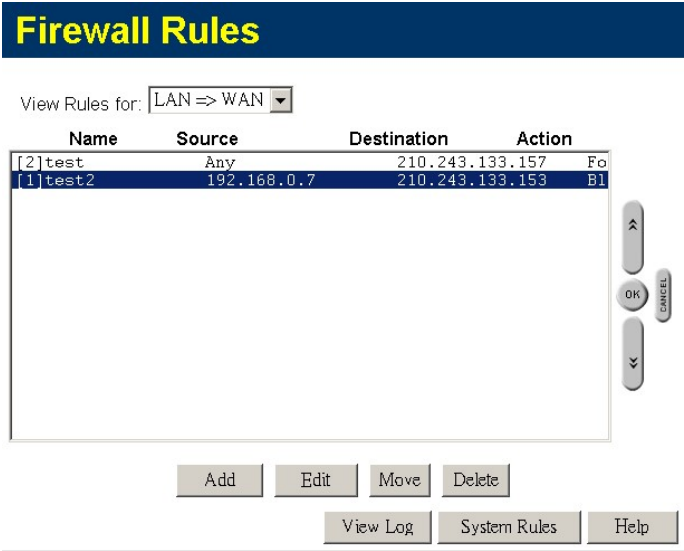 Firewall Rules
View Rules for: LAN => WAN
Name Source Destination Action
[2]test Any 210.243.133.157 Fo
[1]test2 192.168.0.7 210.243.133.153 Bl
OK CANCEL
Add Edit Move Delete
View Log System Rules Help